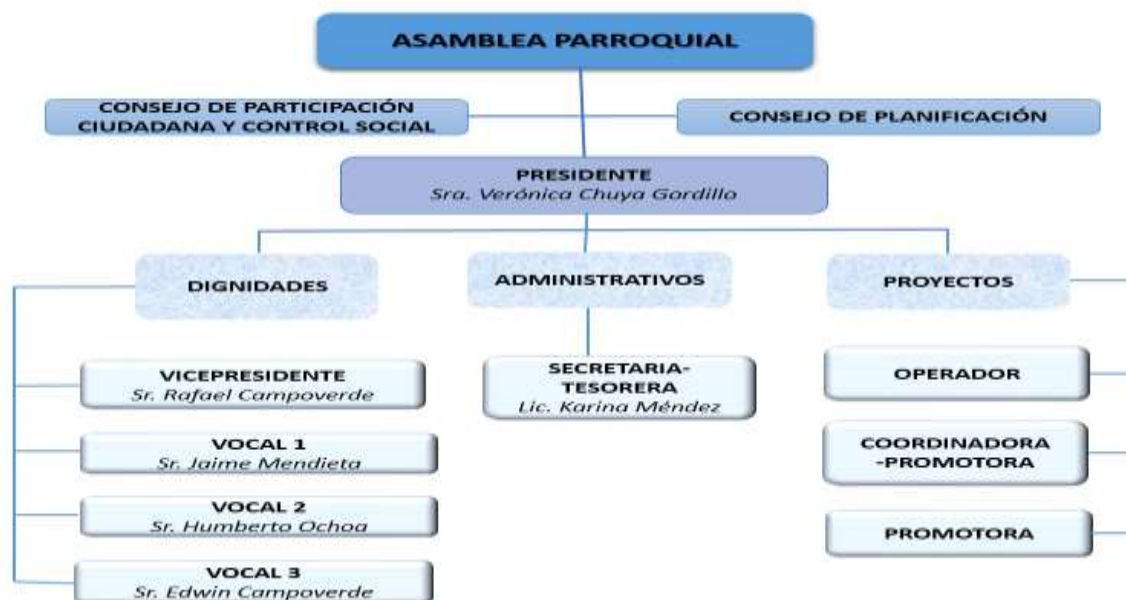 ASAMBLEA PARROQUIAL
CONSEJO DE PARTICIPACIÓN
CIUDADANA Y CONTROL SOCIAL
CONSEJO DE PLANIFICACIÓN
PRESIDENTE
Sra. Verónica Chuya Gordillo
DIGNIDADES
ADMINISTRATIVOS
PROYECTOS
VICEPRESIDENTE
Sr. Rafael Campoverde
VOCAL 1
Sr. Jaime Mendieta
VOCAL 2
Sr. Humberto Ochoa
VOCAL 3
Sr. Edwin Campoverde
SECRETARIA-
TESORERA
Lic. Karina Méndez
OPERADOR
COORDINADORA
-PROMOTORA
PROMOTORA